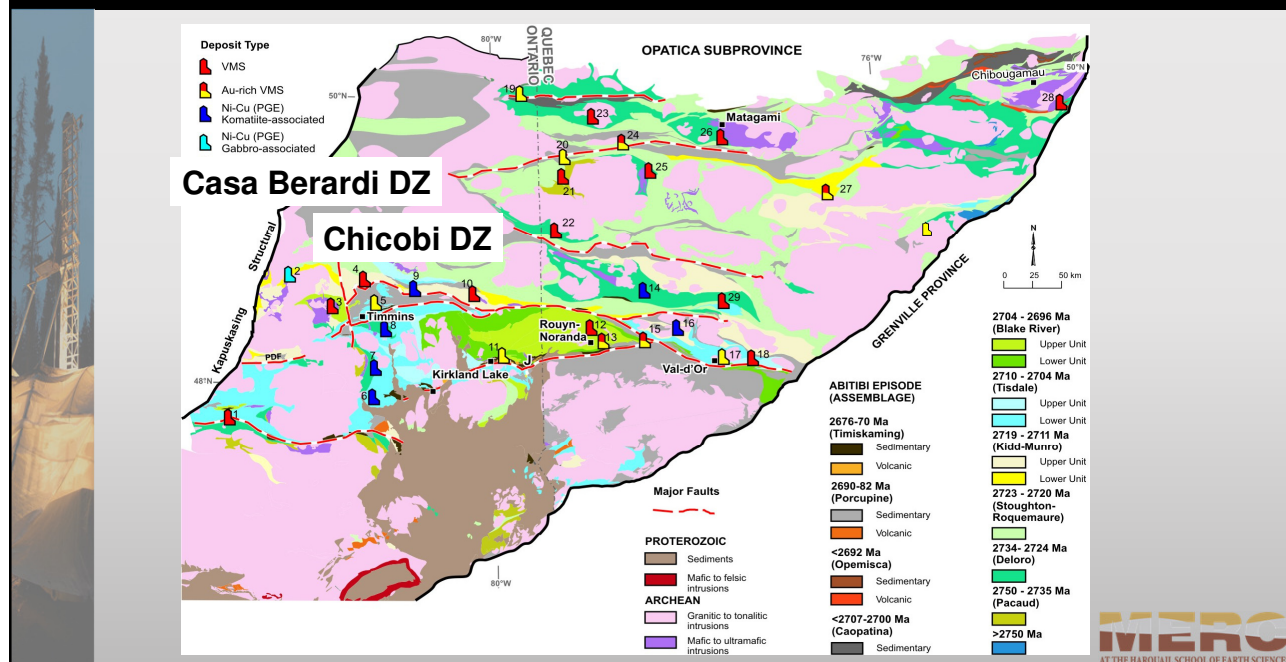 Deposit Type
VMS
Au-rich VMS
Ni-Cu (PGE)
Komatiite-associated
Ni-Cu (PGE)
Gabbro-associated
80°W
QUEBEC
ONTARIO
OPATICA SUBPROVINCE
76°W
50°N
Chibougamau
50°N
28
19
23
Matagami
26
24
20
25
21
27
Casa Berardi DZ
22
Chicobi DZ
Kapuskasing Structural
2
4
9
10
14
29
3
5
Timmins
8
Rouyn-
Noranda
12
13
15
16
PDF
7
11
J
Kirkland Lake
Val-d'Or
17
18
48°N
6
1
GRENVILLE PROVINCE
N
0 25 50 km
80°W
Major Faults
PROTEROZOIC
Sediments
Mafic to felsic
intrusions
ARCHEAN
Granitic to tonalitic
intrusions
Mafic to ultramafic
intrusions
ABITIBI EPISODE
(ASSEMBLAGE)
2676-70 Ma
(Timiskaming)
Sedimentary
Volcanic
2690-82 Ma
(Porcupine)
Sedimentary
Volcanic
<2692 Ma
(Opemisca)
Sedimentary
Volcanic
<2707-2700 Ma
(Caopatina)
Sedimentary
2704 - 2696 Ma
(Blake River)
Upper Unit
Lower Unit
2710 - 2704 Ma
(Tisdale)
Upper Unit
Lower Unit
2719 - 2711 Ma
(Kidd-Munro)
Upper Unit
Lower Unit
2723 - 2720 Ma
(Stoughton-
Roquemaure)
2734- 2724 Ma
(Deloro)
2750 - 2735 Ma
(Pacaud)
>2750 Ma
MERC
AT THE HARQUAIL SCHOOL OF EARTH SCIENCE